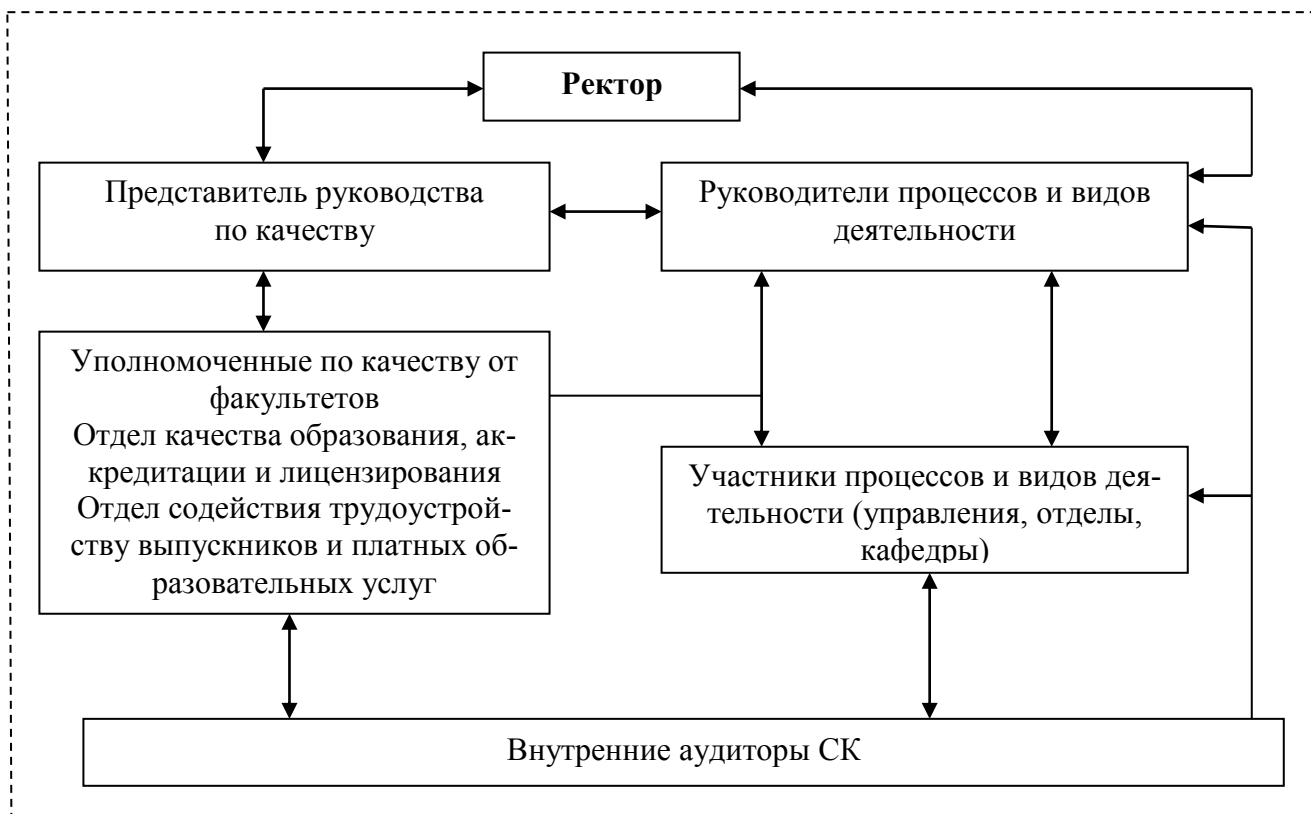 Ректор
Представитель руководства
по качеству
Руководители процессов и видов
деятельности
Уполномоченные по качеству от
факультетов
Отдел качества образования, ак-
кредитации и лицензирования
Отдел содействия трудоустрой-
ству выпускников и платных об-
разовательных услуг
Участники процессов и видов дея-
тельности (управления, отделы,
кафедры)
Внутренние аудиторы СК